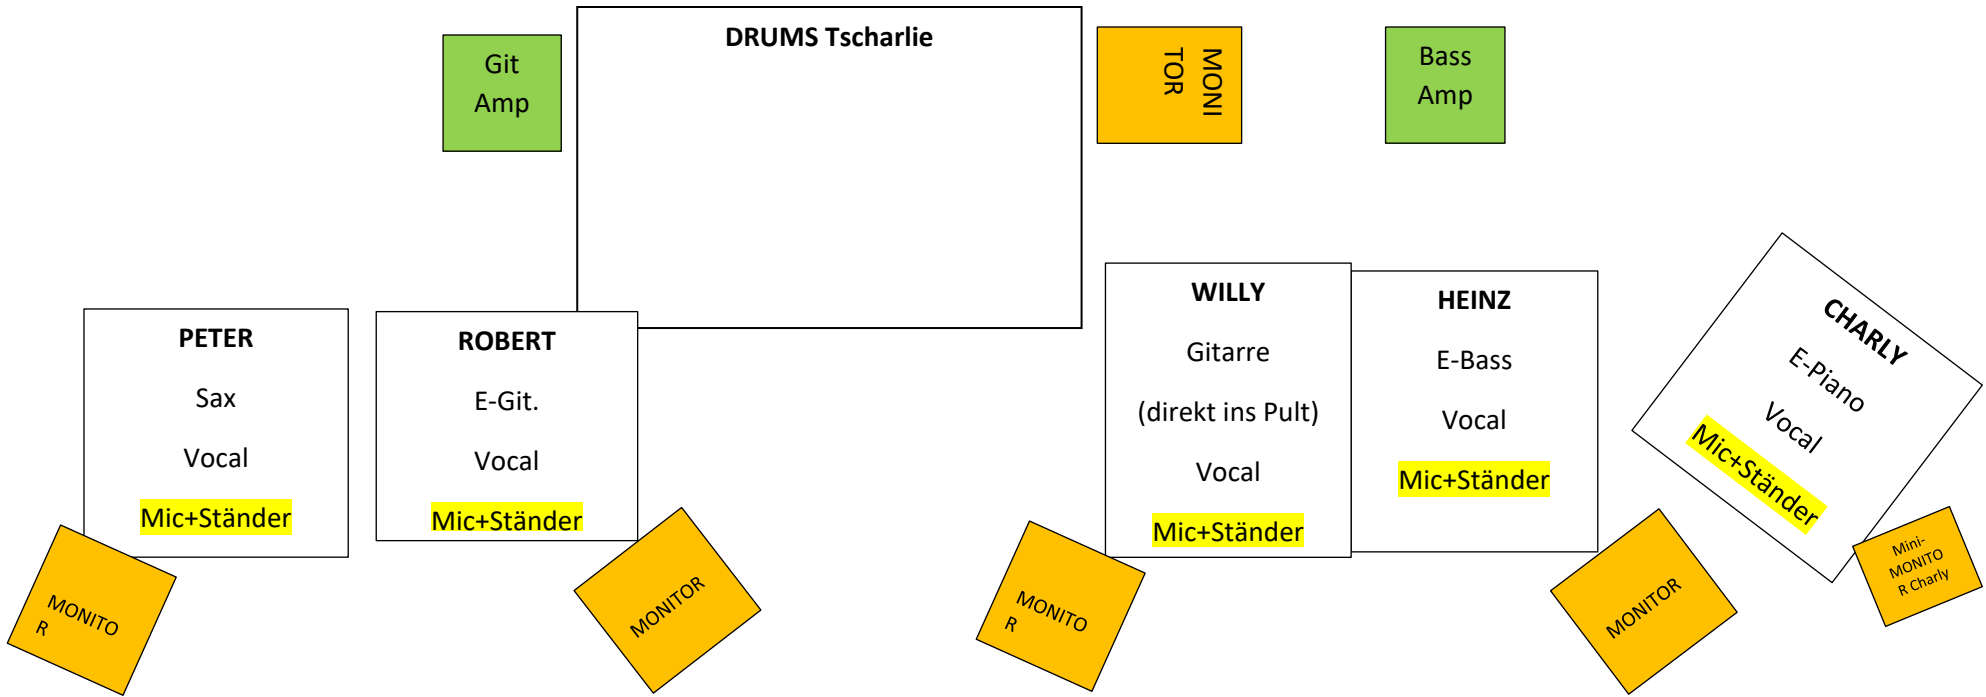 DRUMS Tscharlie
Git
Amp
MONI
TOR
Bass
Amp
PETER
Sax
Vocal
Mic+Ständer
ROBERT
E-Git.
Vocal
Mic+Ständer
WILLY
Gitarre
(direkt ins Pult)
Vocal
Mic+Ständer
HEINZ
E-Bass
Vocal
Mic+Ständer
CHARLY
E-Piano
Vocal
Mic+Ständer
MONITO
R
MONITOR
MONITO
R
MONITOR
Mini-
MONITO
R Charly